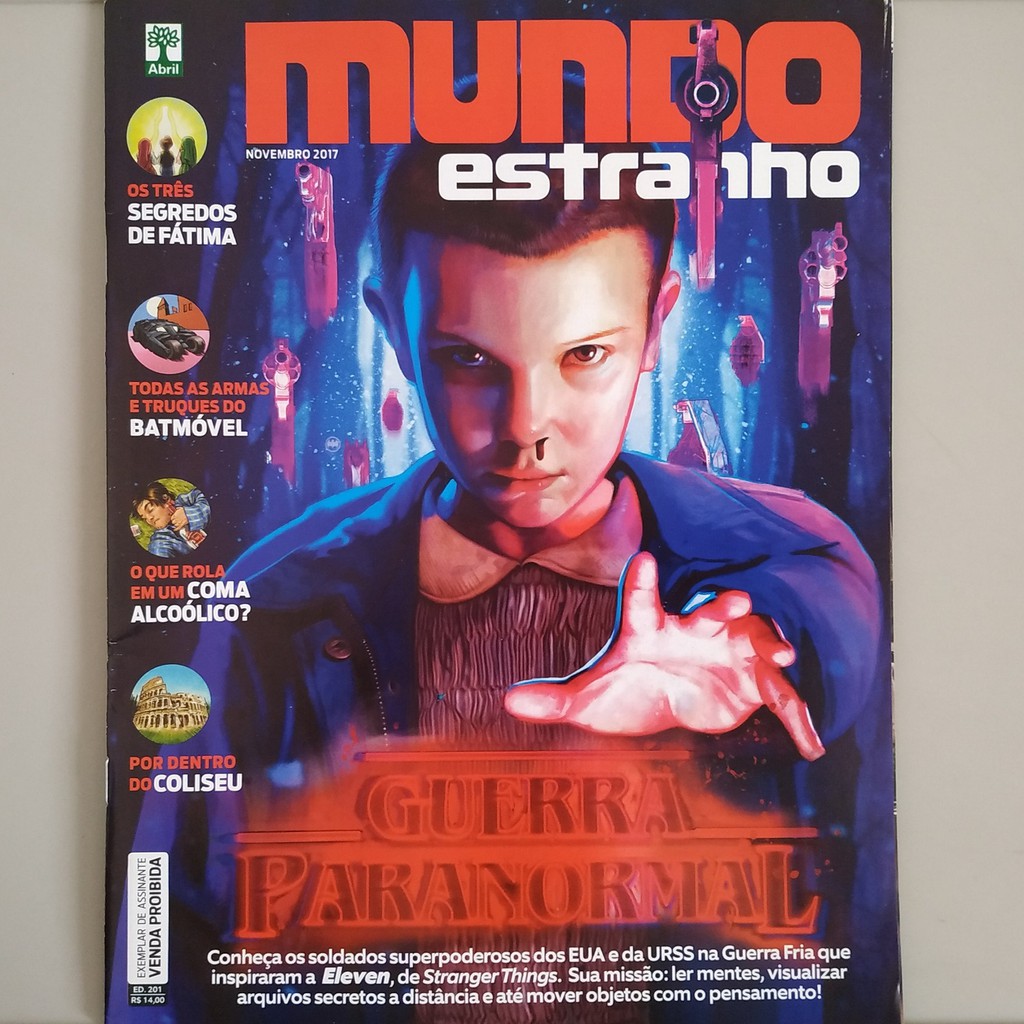 Abril
mundo
estranho
NOVEMBRO 2017
OS TRÊS
SEGREDOS
DE FÁTIMA
TODAS AS ARMAS
E TRUQUES DO
BATMÓVEL
O QUE ROLA
EM UM COMA
ALCOÓLICO?
POR DENTRO
DO COLISEU
GUERRA
PARANORMAL
Conheça os soldados superpoderosos dos EUA e da URSS na Guerra Fria que
inspiraram a Eleven, de Stranger Things. Sua missão: ler mentes, visualizar
arquivos secretos a distância e até mover objetos com o pensamento!
EXEMPLAR DE ASSINANTE
VENDA PROIBIDA
ED. 201
R$ 14,00